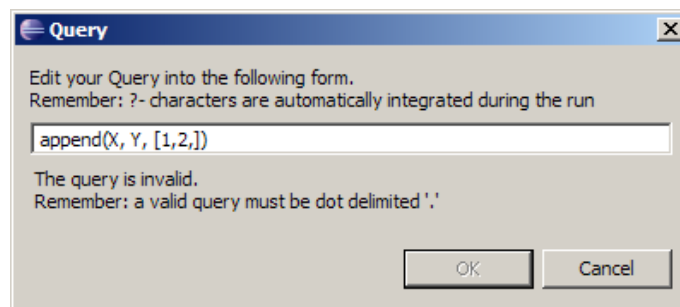 Query
Edit your Query into the following form.
Remember: ?- characters are automatically integrated during the run
append(X, Y, [1,2,])
The query is invalid.
Remember: a valid query must be dot delimited '.'
OK Cancel